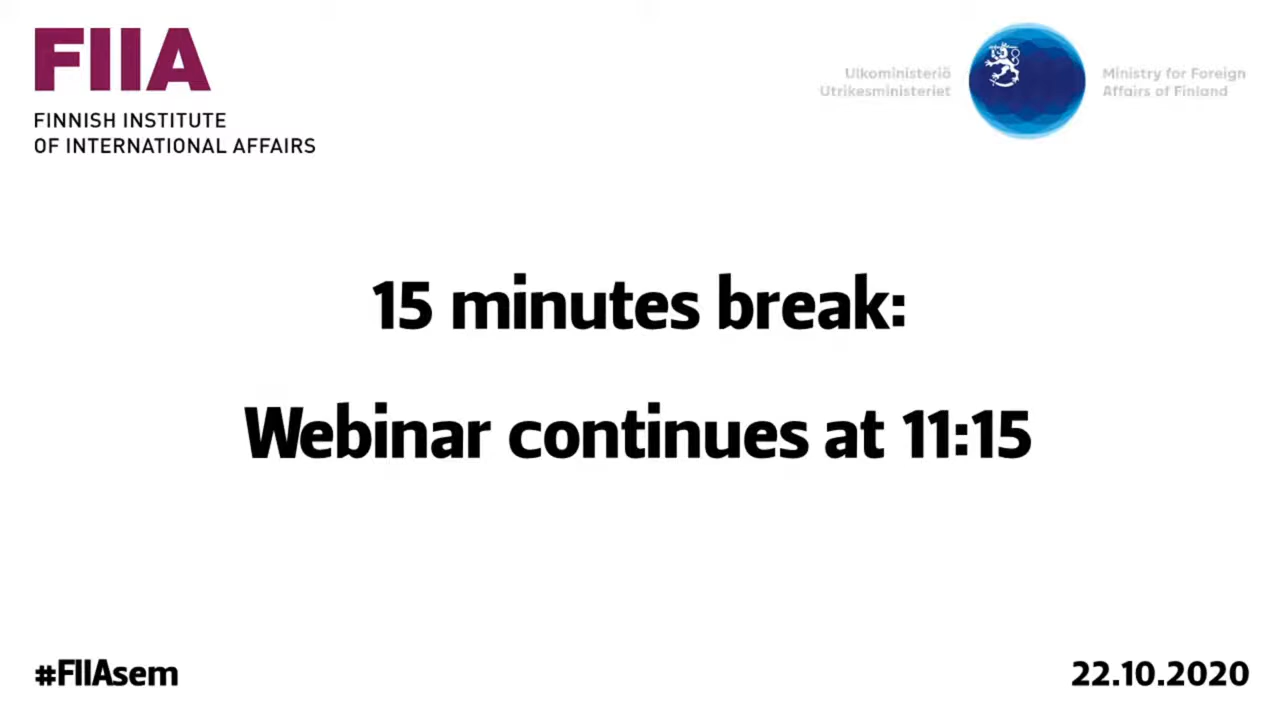 FIIA
FINNISH INSTITUTE
OF INTERNATIONAL AFFAIRS
Ulkoministeriö
Utrikesministeriet
Ministry for Foreign
Affairs of Finland
15 minutes break:
Webinar continues at 11:15
#FIIAsem
22.10.2020